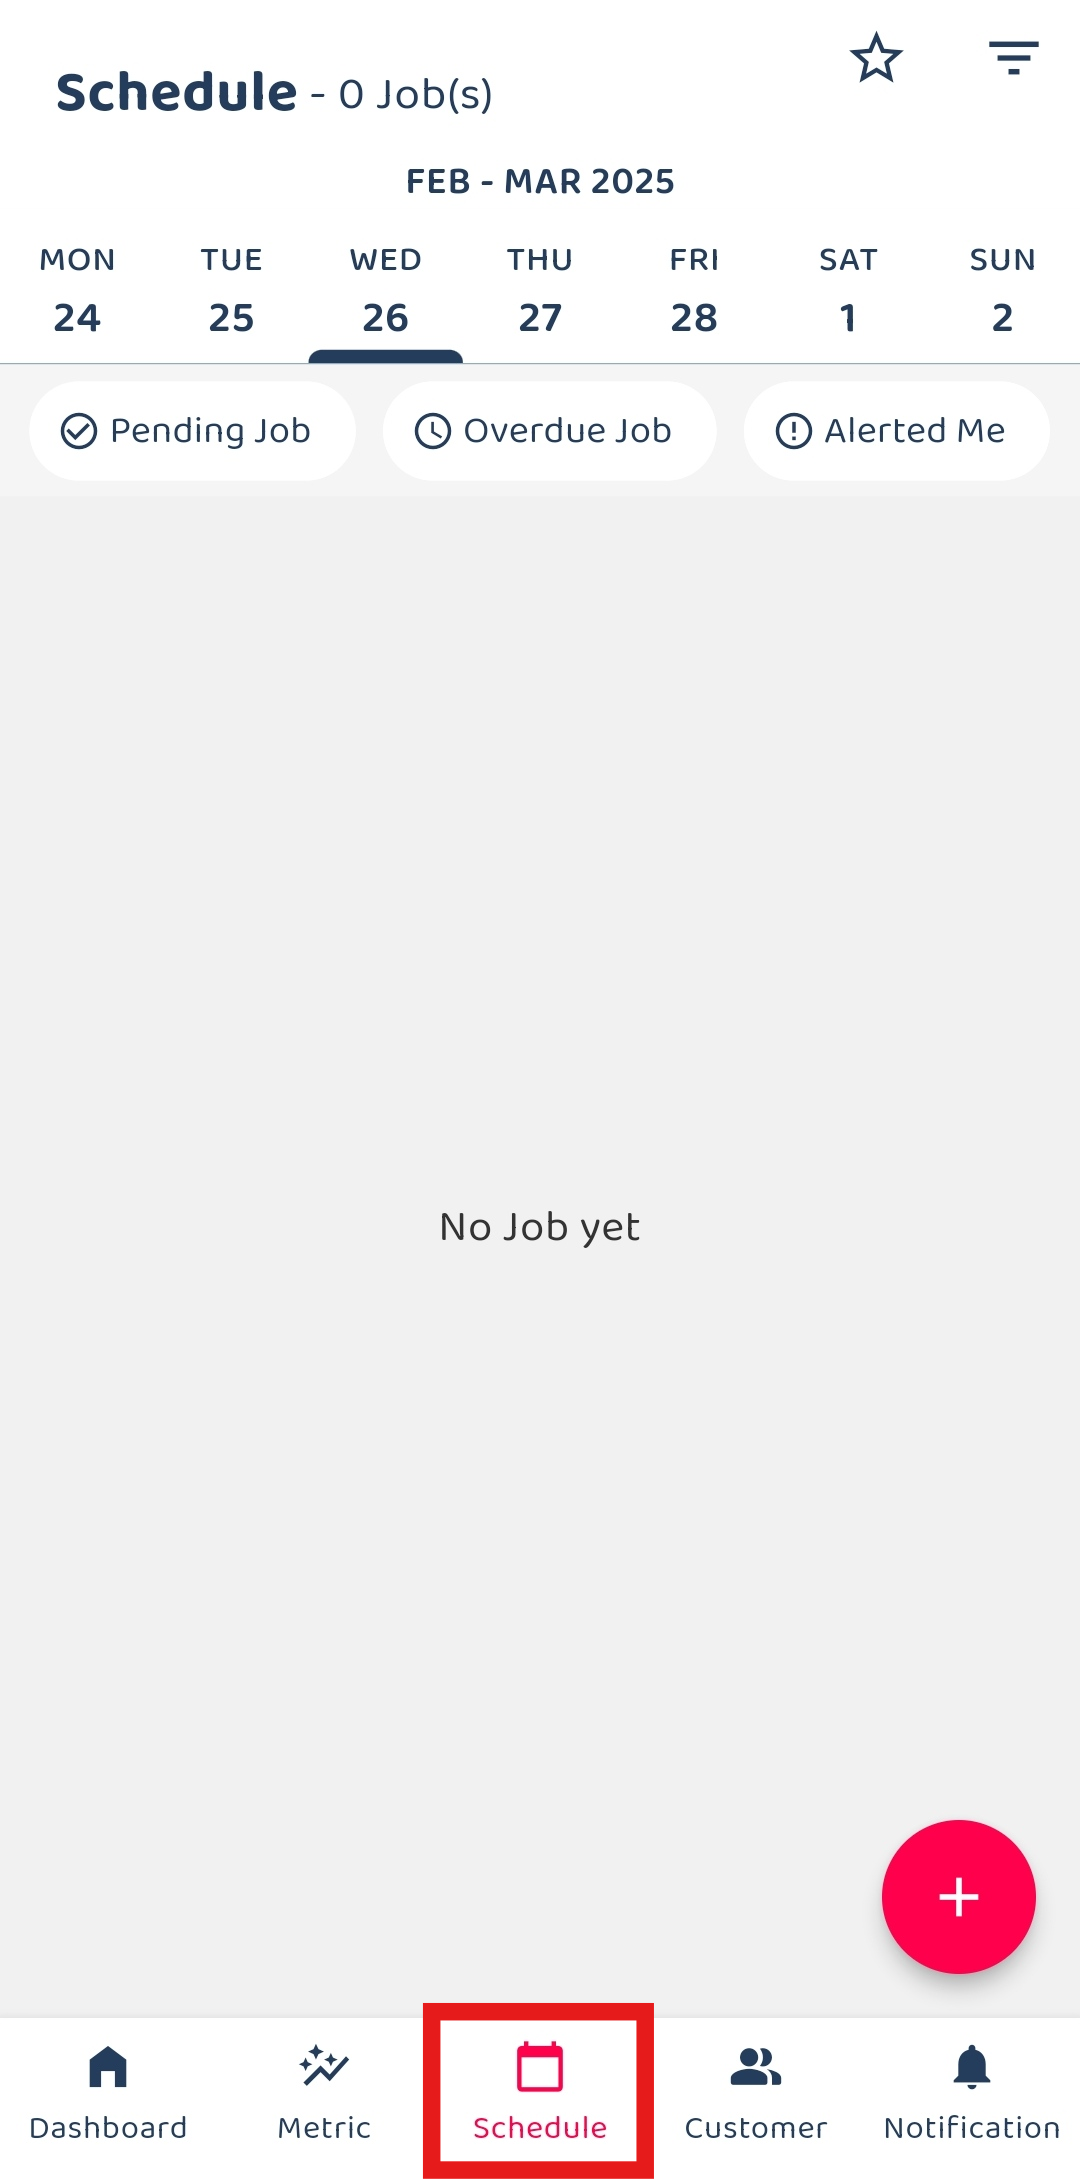 Schedule - 0 Job(s)
FEB - MAR 2025
MON TUE WED THU FRI SAT SUN
24 25 26 27 28 1 2
Pending Job Overdue Job Alerted Me
No Job yet
Dashboard Metric Schedule Customer Notification